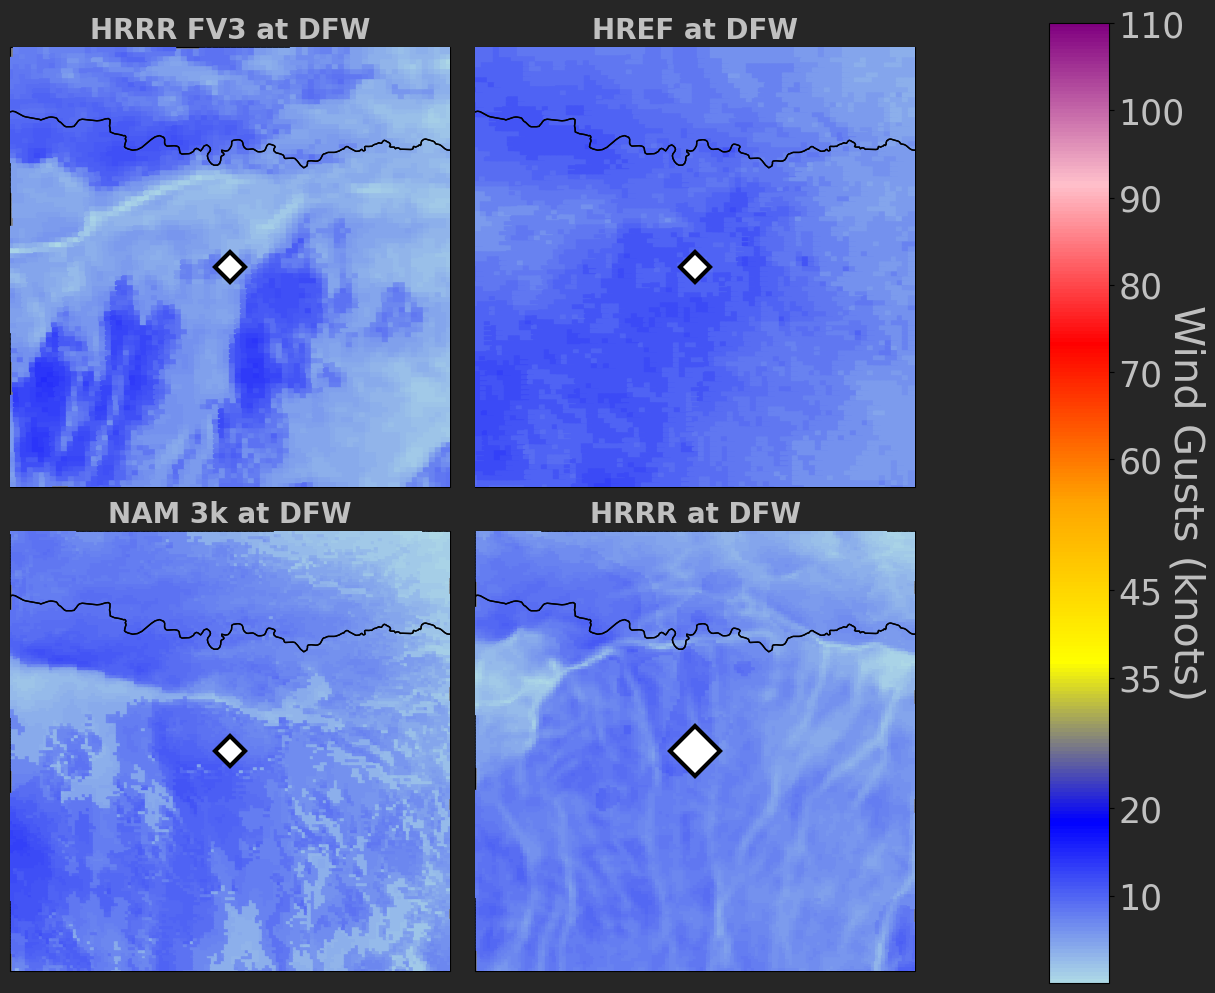 HRRR FV3 at DFW
HREF at DFW
NAM 3k at DFW
HRRR at DFW
110
100
90
80
70
60
45
35
20
10
Wind Gusts (knots)